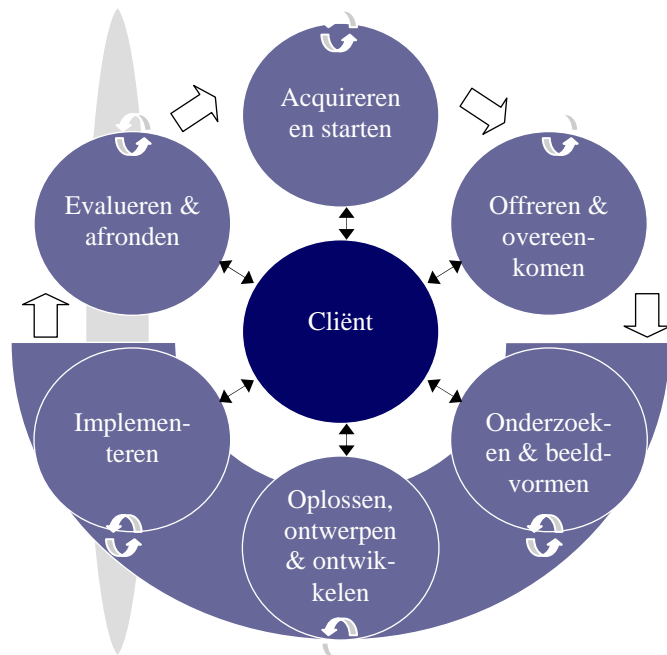 Acquireren
en starten
Offreren &
overeen-
komen
Onderzoek-
en & beeld-
vormen
Oplossen,
ontwerpen
& ontwik-
kelen
Implemen-
teren
Evalueren &
afronden
Cliënt